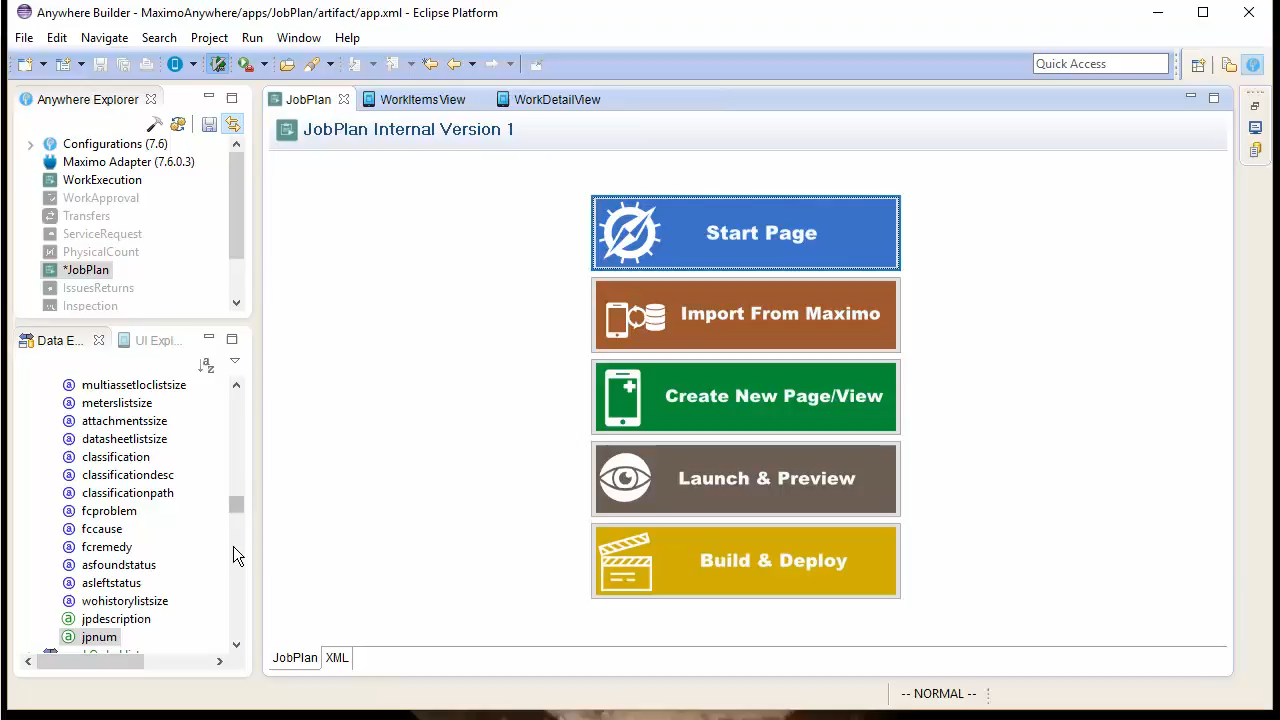 Anywhere Builder - MaximoAnywhere/apps/JobPlan/artifact/app.xml - Eclipse Platform
File Edit Navigate Search Project Run Window Help
Quick Access
Anywhere Explorer
Configurations (7.6)
Maximo Adapter (7.6.0.3)
WorkExecution
WorkApproval
Transfers
ServiceRequest
PhysicalCount
*JobPlan
IssuesReturns
Inspection
Data E...
UI Expl...
multiassetloclistsize
meterslistsize
attachmentssize
datasheetlistsize
classification
classificationdesc
classificationpath
fcproblem
fccause
fcremedy
asfoundstatus
asleftstatus
wohistorylistsize
jpdescription
jpnum
JobPlan WorkItemsView WorkDetailView
JobPlan Internal Version 1
Start Page
Import From Maximo
Create New Page/View
Launch & Preview
Build & Deploy
JobPlan XML
-- NORMAL --